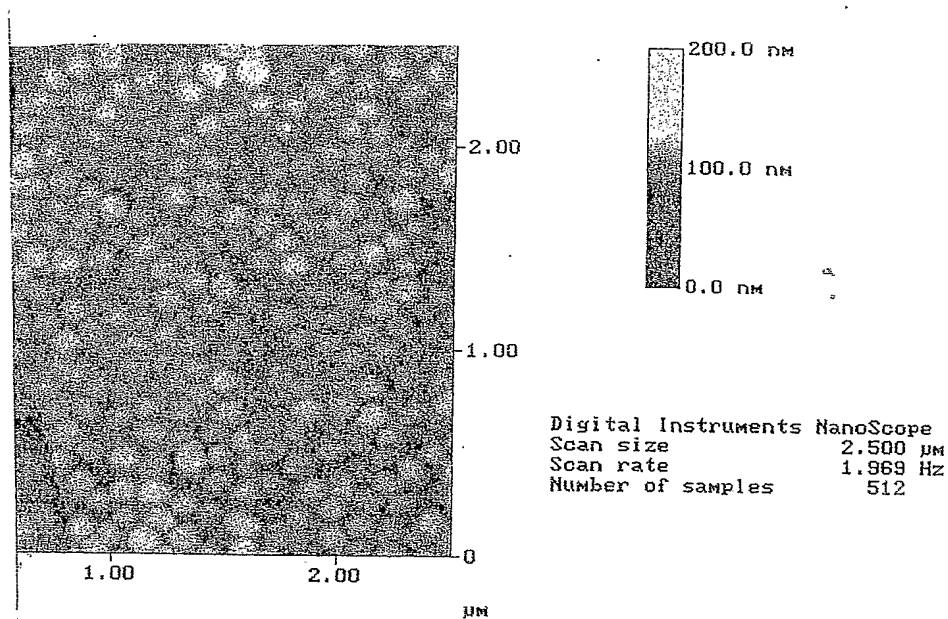 200.0 nm
2.00
100.0 nm
0.0 nm
1.00
Digital Instruments NanoScope
Scan size 2.500 µm
Scan rate 1.969 Hz
Number of samples 512
0
1.00 2.00
µm